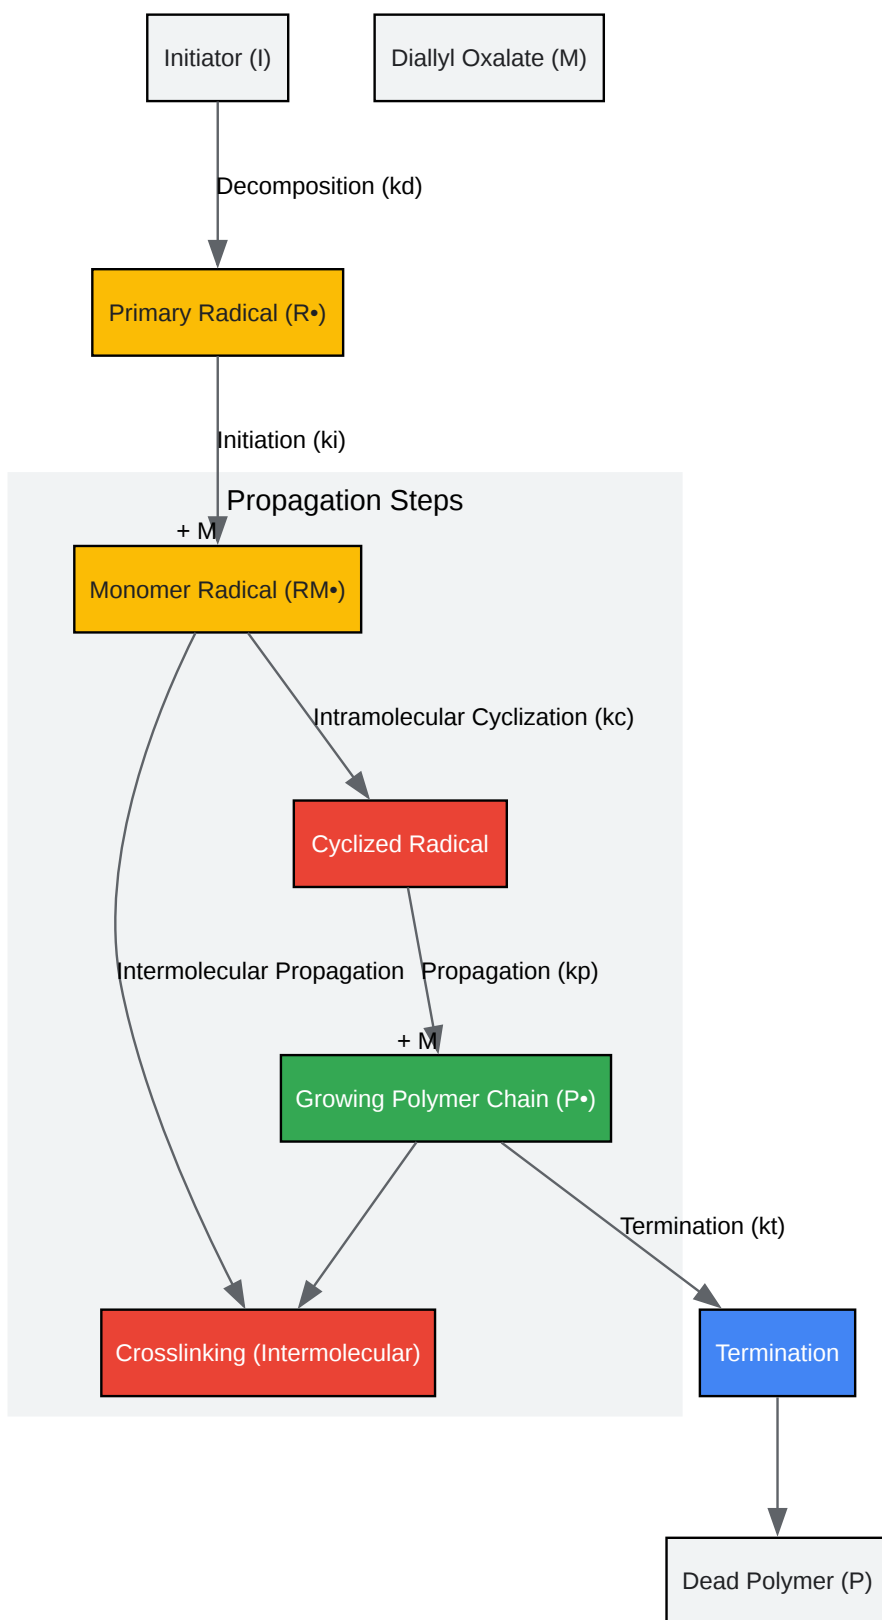 Initiator (I)
Diallyl Oxalate (M)
Decomposition (kd)
Primary Radical (R•)
Initiation (ki)
Propagation Steps
+ M
Monomer Radical (RM•)
Intramolecular Cyclization (kc)
Cyclized Radical
Intermolecular Propagation
Propagation (kp)
+ M
Growing Polymer Chain (P•)
Termination (kt)
Crosslinking (Intermolecular)
Termination
Dead Polymer (P)